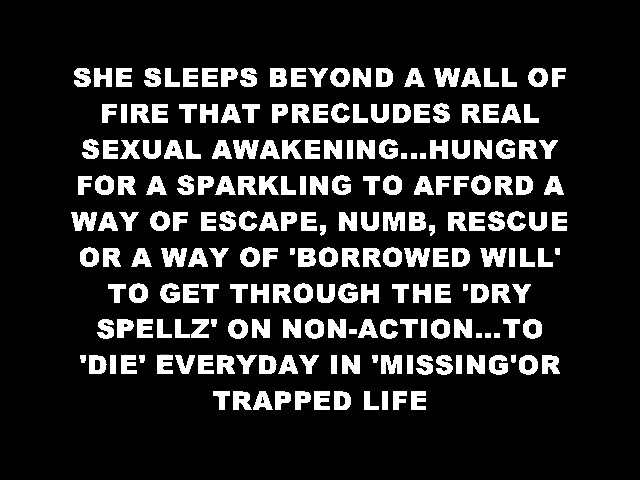 SHE SLEEPS BEYOND A WALL OF
FIRE THAT PRECLUDES REAL
SEXUAL AWAKENING...HUNGRY
FOR A SPARKLING TO AFFORD A
WAY OF ESCAPE, NUMB, RESCUE
OR A WAY OF 'BORROWED WILL'
TO GET THROUGH THE 'DRY
SPELLZ' ON NON-ACTION...TO
'DIE' EVERYDAY IN 'MISSING'OR
TRAPPED LIFE